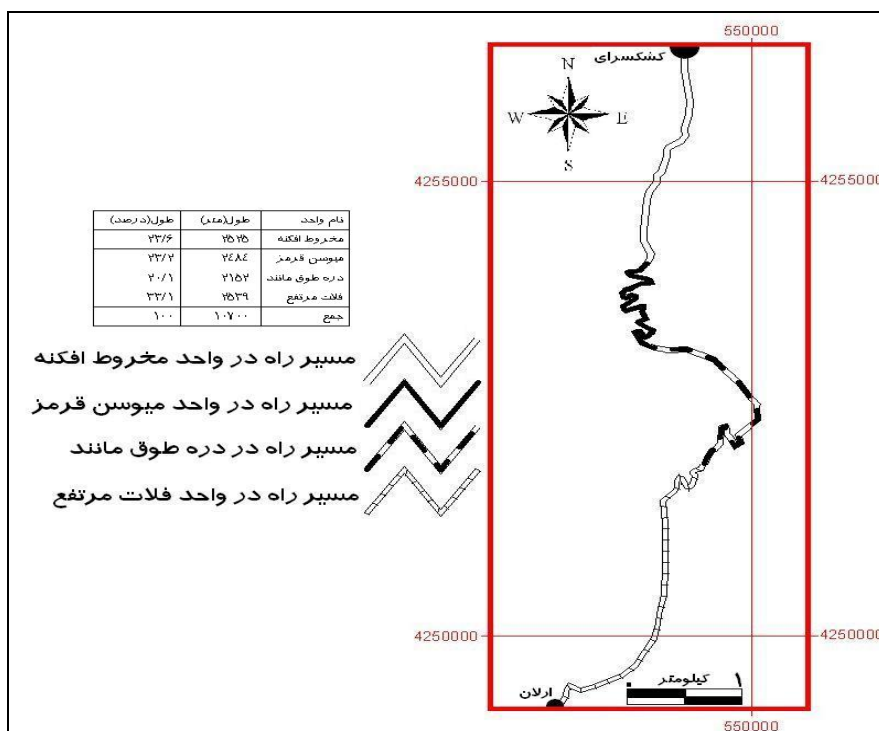 550000
کشکسرای
N
W E
S
4255000 4255000
نام واحد طول(متر) طول(درصد)
مخروط افکنه ۲۵۲۵ ۲۳/۶
میوسن قرمز ۲۴۸۴ ۲۳/۲
دره طوق مانند ۲۱۵۲ ۲۰/۱
فلات مرتفع ۲۵۳۹ ۳۳/۱
جمع ۱۰۷۰۰ ۱۰۰
مسیر راه در واحد مخروط افکنه
مسیر راه در واحد میوسن قرمز
مسیر راه در دره طوق مانند
مسیر راه در واحد فلات مرتفع
4250000 4250000
۰ کیلومتر ۱
ارلان
550000